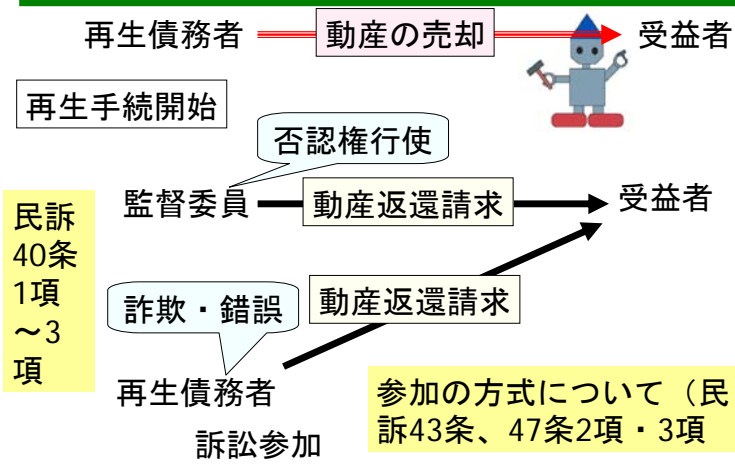 再生債務者 動産の売却 受益者
再生手続開始
否認権行使
監督委員 動産返還請求 受益者
民訴
40条
1項
～3
項
詐欺・錯誤 動産返還請求
再生債務者
訴訟参加
参加の方式について（民
訴43条、47条2項・3項